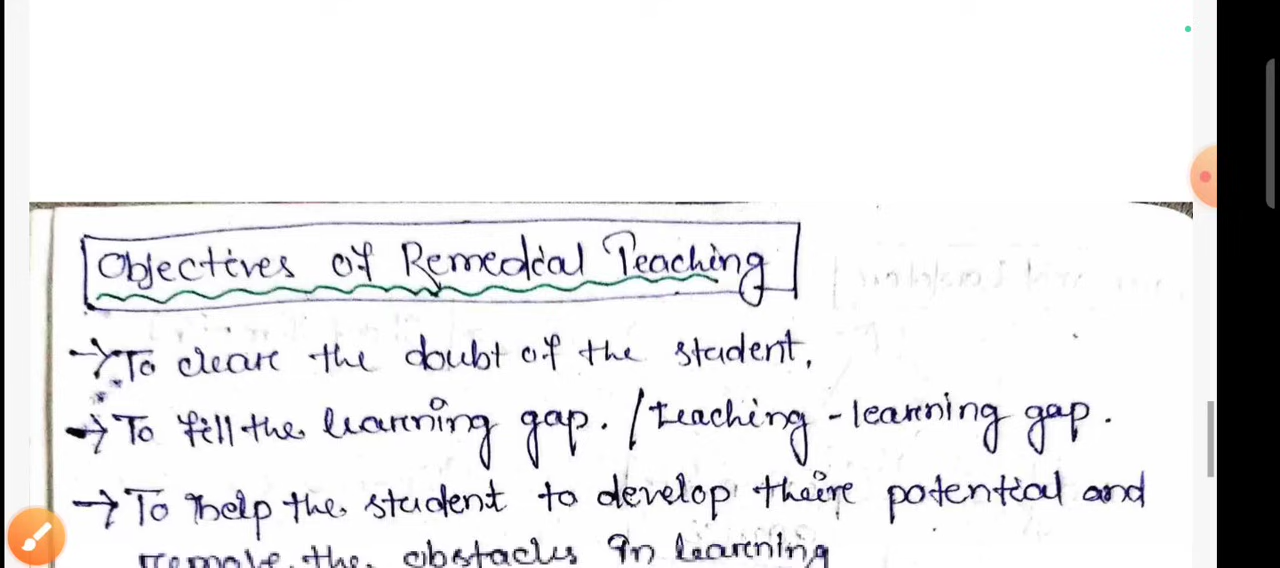 Objectives of Remedial Teaching
→ To clear the doubt of the student.
→ To fill the learning gap. / teaching - learning gap.
→ To help the student to develop their potential and
remove the obstacles in learning